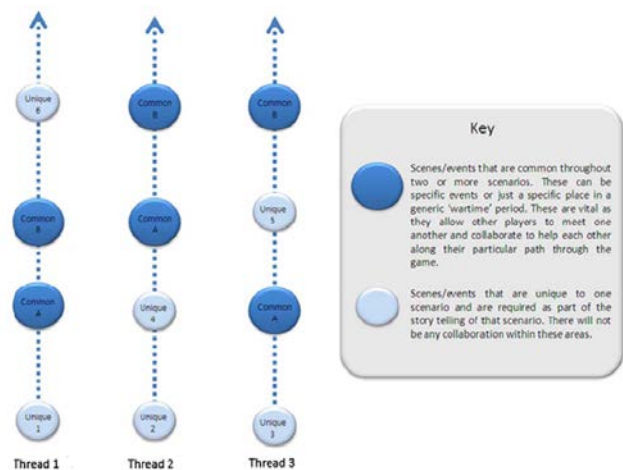 Unique
6
Common
B
Common
B
Common
B
Common
A
Unique
5
Common
A
Unique
4
Common
A
Unique
1
Unique
2
Unique
3
Thread 1
Thread 2
Thread 3
Key
Scenes/events that are common throughout
two or more scenarios. These can be
specific events or just a specific place in a
generic 'wartime' period. These are vital as
they allow other players to meet one
another and collaborate to help each other
along their particular path through the
game.
Scenes/events that are unique to one
scenario and are required as part of the
story telling of that scenario. There will not
be any collaboration within these areas.